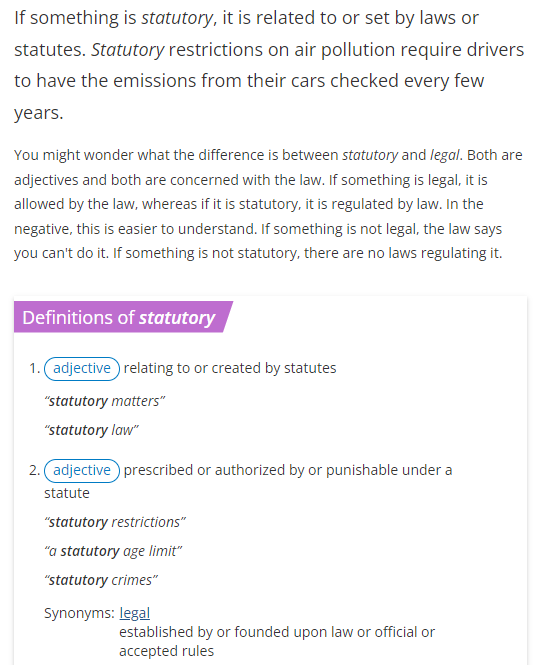 If something is statutory, it is related to or set by laws or
statutes. Statutory restrictions on air pollution require drivers
to have the emissions from their cars checked every few
years.
You might wonder what the difference is between statutory and legal. Both are
adjectives and both are concerned with the law. If something is legal, it is
allowed by the law, whereas if it is statutory, it is regulated by law. In the
negative, this is easier to understand. If something is not legal, the law says
you can't do it. If something is not statutory, there are no laws regulating it.
Definitions of statutory
1. adjective relating to or created by statutes
“statutory matters”
“statutory law”
2. adjective prescribed or authorized by or punishable under a
statute
“statutory restrictions”
“a statutory age limit”
“statutory crimes”
Synonyms: legal
established by or founded upon law or official or
accepted rules